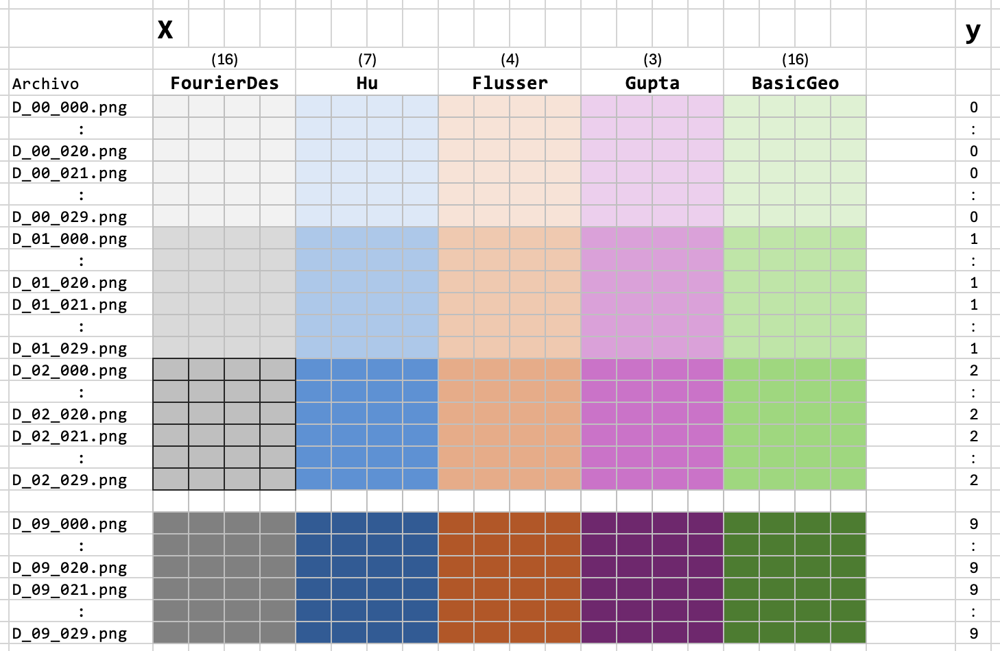 X y
(16) (7) (4) (3) (16)
Archivo FourierDes Hu Flusser Gupta BasicGeo
D_00_000.png 0
: :
D_00_020.png 0
D_00_021.png 0
: :
D_00_029.png 0
D_01_000.png 1
: :
D_01_020.png 1
D_01_021.png 1
: :
D_01_029.png 1
D_02_000.png 2
: :
D_02_020.png 2
D_02_021.png 2
: :
D_02_029.png 2
D_09_000.png 9
: :
D_09_020.png 9
D_09_021.png 9
: :
D_09_029.png 9